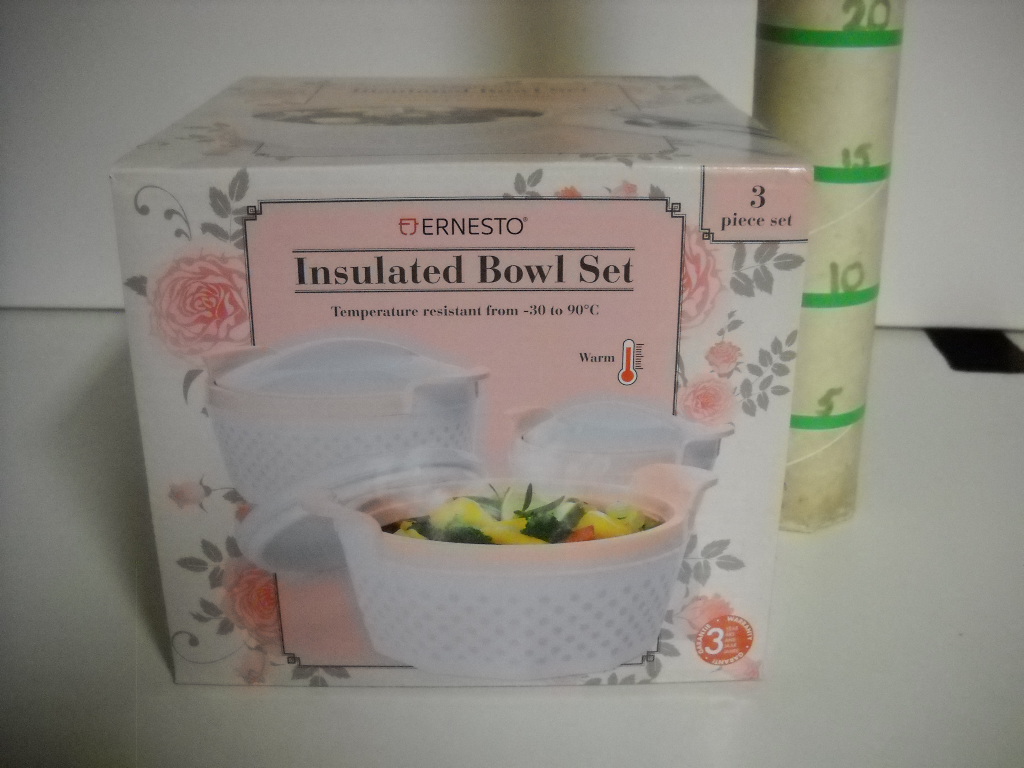 ERNESTO®
Insulated Bowl Set
Temperature resistant from -30 to 90°C
Warm
3
piece set
20
15
10
5
3
WARRANTY